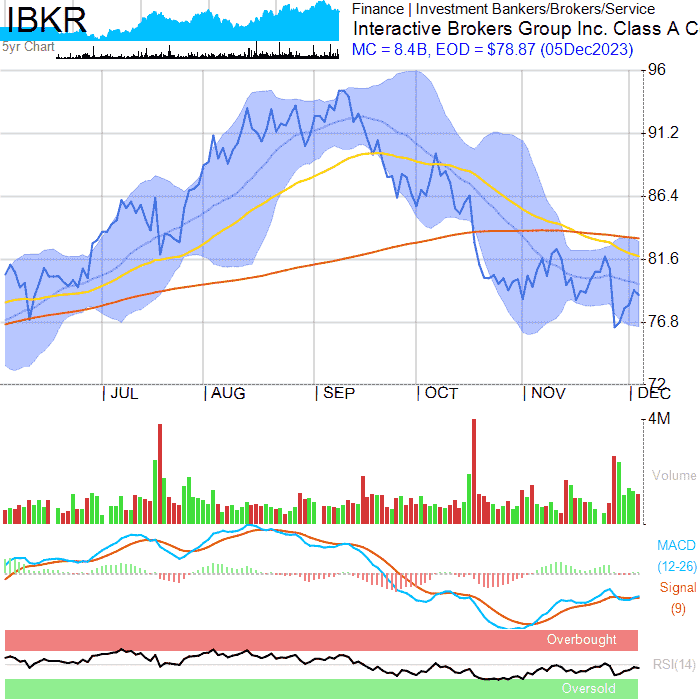 IBKR
5yr Chart
Finance | Investment Bankers/Brokers/Service
Interactive Brokers Group Inc. Class A C
MC = 8.4B, EOD = $78.87 (05Dec2023)
96
91.2
86.4
81.6
76.8
72
JUL AUG SEP OCT NOV DEC
4M
Volume
MACD
(12-26)
Signal
(9)
Overbought
RSI(14)
Oversold